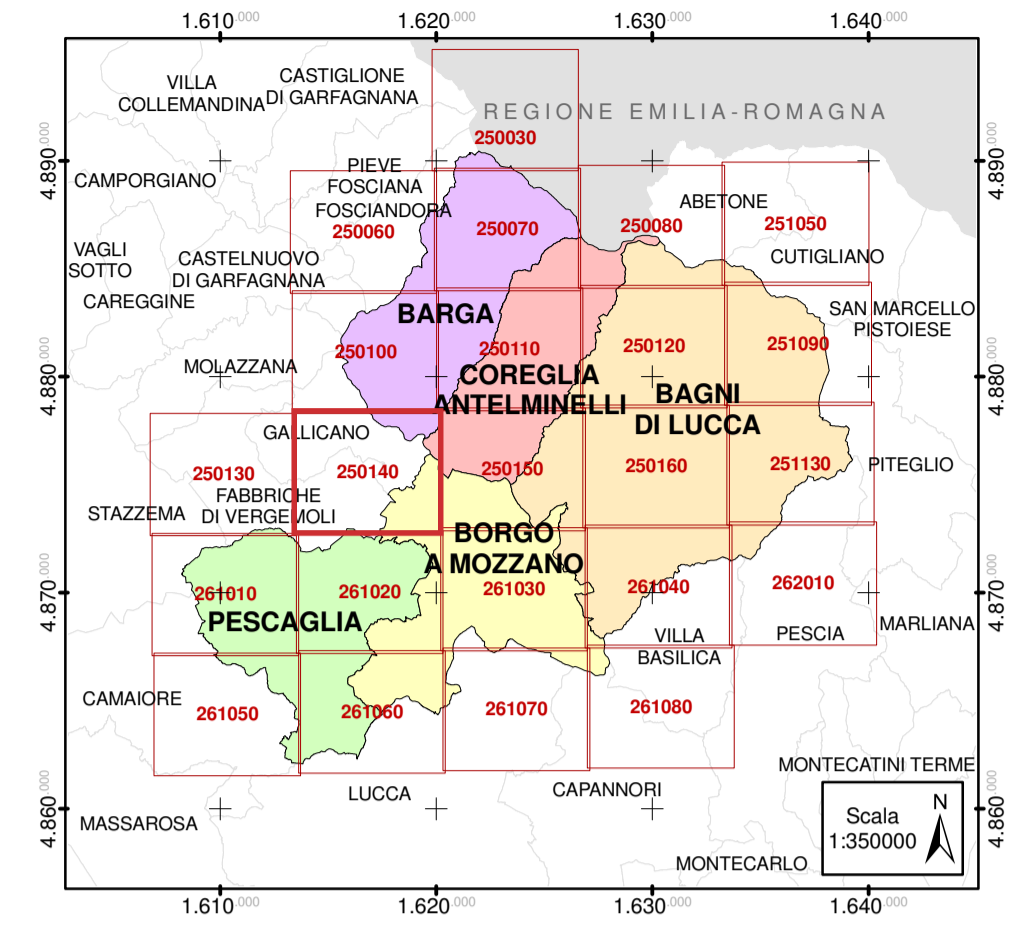 1.610.000 1.620.000 1.630.000 1.640.000
CASTIGLIONE
DI GARFAGNANA
VILLA
COLLEMANDINA
REGIONE EMILIA-ROMAGNA
250030
4.890.000 4.890.000
PIEVE
FOSCIANA
CAMPORGIANO
FOSCIANDORA
ABETONE
250060 250070 250080 251050
VAGLI
SOTTO
CASTELNUOVO
DI GARFAGNANA
CUTIGLIANO
CAREGGINE
BARGA
SAN MARCELLO
PISTOIESE
250100 250110 250120 251090
MOLAZZANA
4.880.000 4.880.000
COREGLIA
ANTELMINELLI
BAGNI
DI LUCCA
GALLICANO
250130 250140 250150 250160 251130
PITEGLIO
FABBRICHE
DI VERGEMOLI
STAZZEMA
BORGO
A MOZZANO
4.870.000 4.870.000
261010 261020 261030 261040 262010
PESCAGLIA
MARLIANA
VILLA
BASILICA
PESCIA
CAMAIORE
261050 261060 261070 261080
MONTECATINI TERME
LUCCA
CAPANNORI
4.860.000 4.860.000
MASSAROSA
Scala
1:350000
N
MONTECARLO
1.610.000 1.620.000 1.630.000 1.640.000